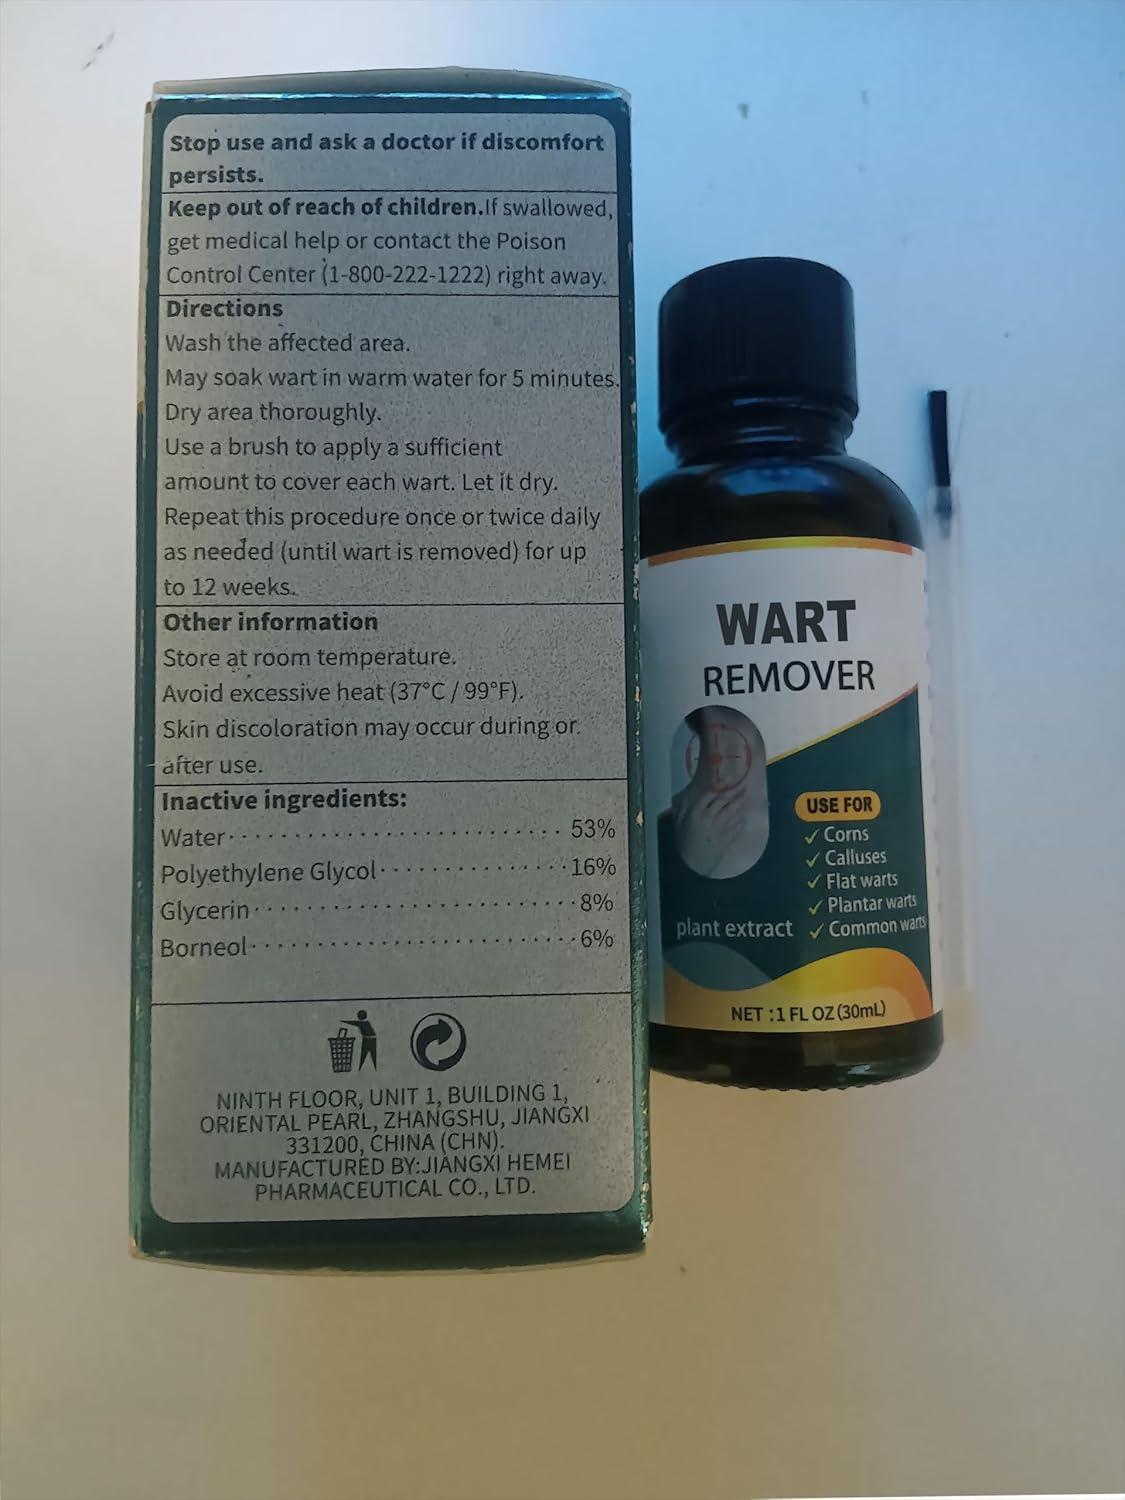 Stop use and ask a doctor if discomfort
persists.
Keep out of reach of children.If swallowed,
get medical help or contact the Poison
Control Center (1-800-222-1222) right away.
Directions
Wash the affected area.
May soak wart in warm water for 5 minutes.
Dry area thoroughly.
Use a brush to apply a sufficient
amount to cover each wart. Let it dry.
Repeat this procedure once or twice daily
as needed (until wart is removed) for up
to 12 weeks.
Other information
Store at room temperature.
Avoid excessive heat (37°C / 99°F).
Skin discoloration may occur during or
after use.
Inactive ingredients:
Water 53%
Polyethylene Glycol 16%
Glycerin 8%
Borneol 6%
NINTH FLOOR, UNIT 1, BUILDING 1,
ORIENTAL PEARL, ZHANGSHU, JIANGXI
331200, CHINA (CHN).
MANUFACTURED BY:JIANGXI HEMEI
PHARMACEUTICAL CO., LTD.
WART
REMOVER
USE FOR
✓ Corns
✓ Calluses
✓ Flat warts
✓ Plantar warts
✓ Common warts
plant extract
NET :1 FL OZ (30mL)